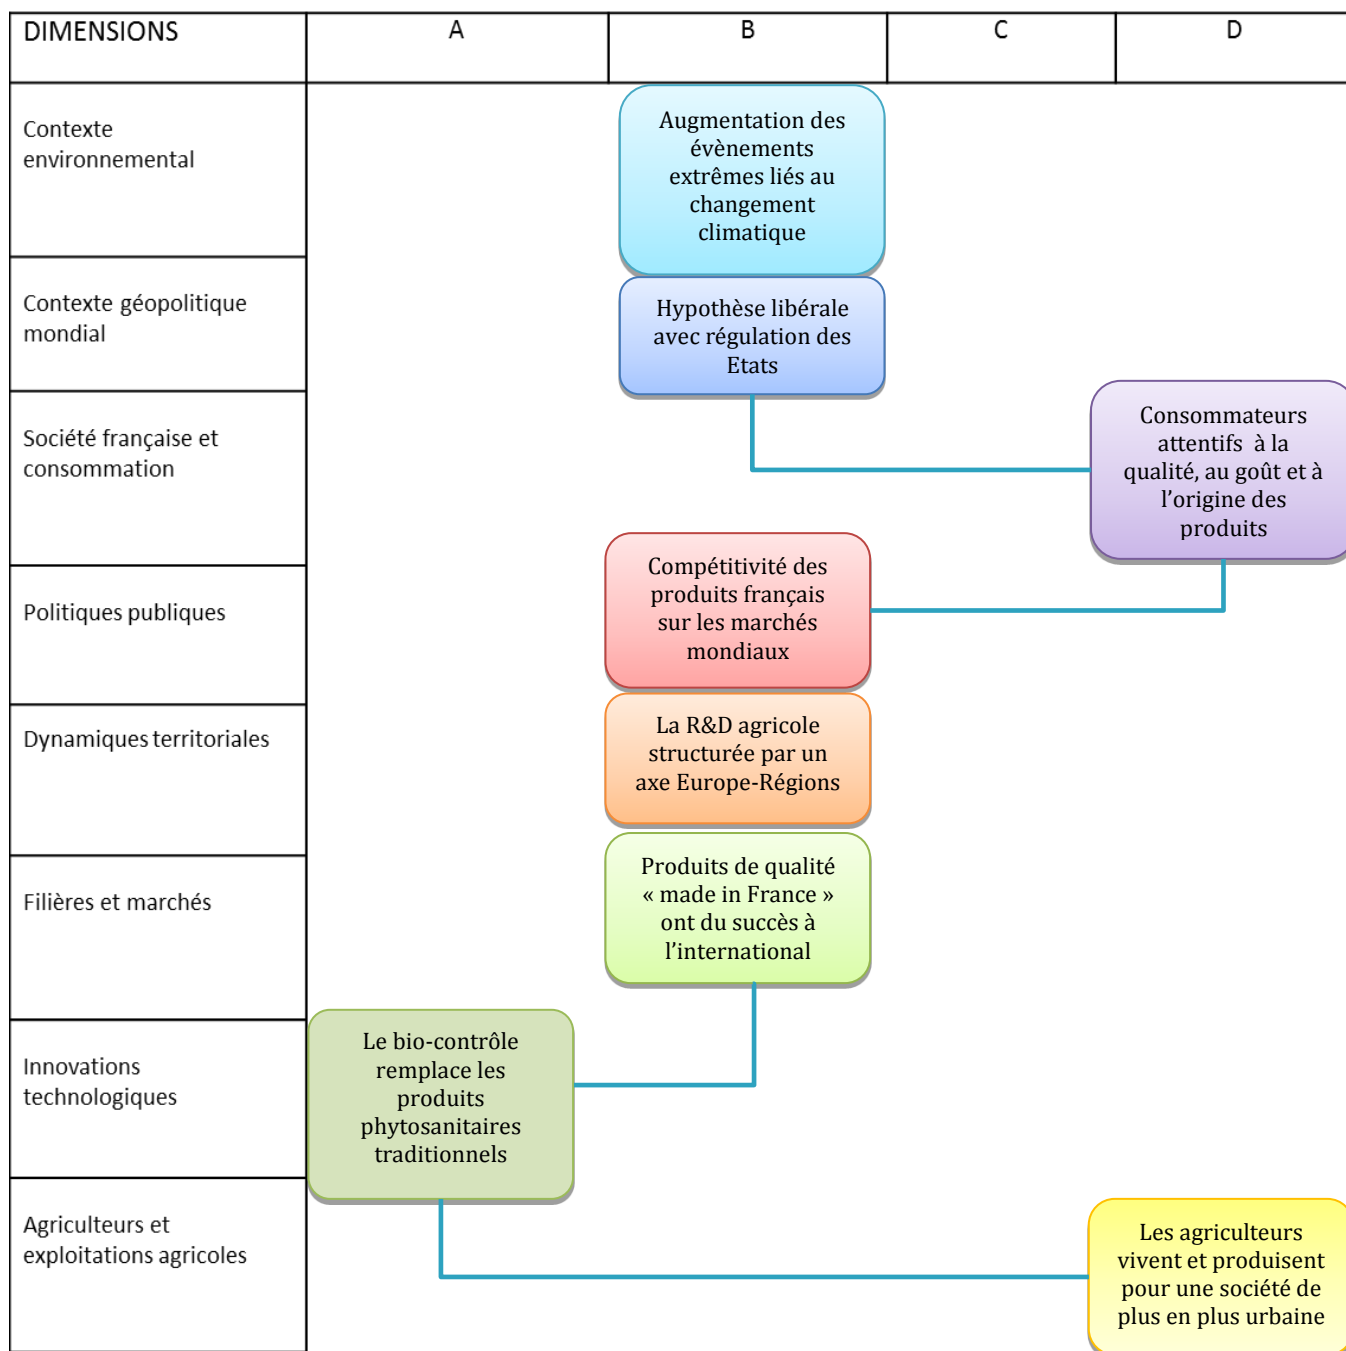 DIMENSIONS
A
B
C
D
Contexte
environnemental
Augmentation des
évènements
extrêmes liés au
changement
climatique
Contexte géopolitique
mondial
Hypothèse libérale
avec régulation des
Etats
Société française et
consommation
Consommateurs
attentifs à la
qualité, au goût et à
l’origine des
produits
Politiques publiques
Compétitivité des
produits français
sur les marchés
mondiaux
Dynamiques territoriales
La R&D agricole
structurée par un
axe Europe-Régions
Filières et marchés
Produits de qualité
« made in France »
ont du succès à
l’international
Innovations
technologiques
Le bio-contrôle
remplace les
produits
phytosanitaires
traditionnels
Agriculteurs et
exploitations agricoles
Les agriculteurs
vivent et produisent
pour une société de
plus en plus urbaine